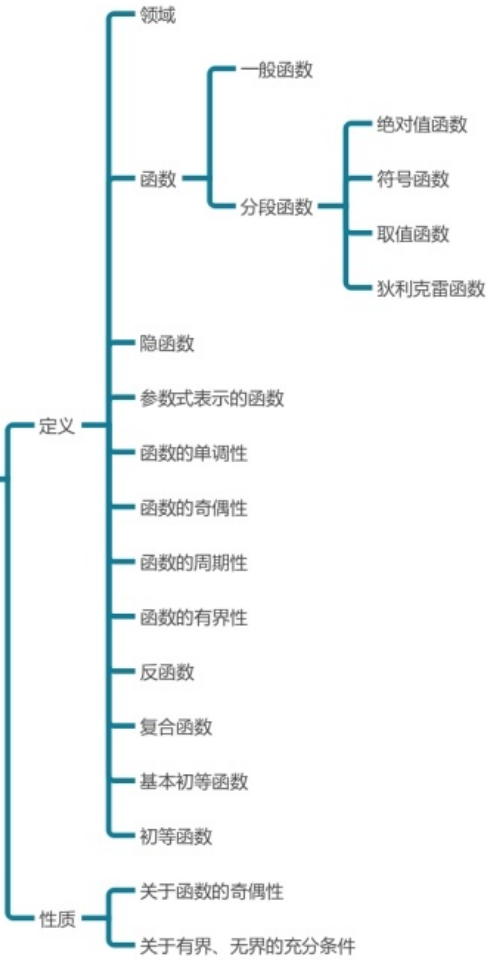 领域
一般函数
绝对值函数
符号函数
函数
分段函数
取值函数
狄利克雷函数
隐函数
参数式表示的函数
定义
函数的单调性
函数的奇偶性
函数的周期性
函数的有界性
反函数
复合函数
基本初等函数
初等函数
关于函数的奇偶性
性质
关于有界、无界的充分条件